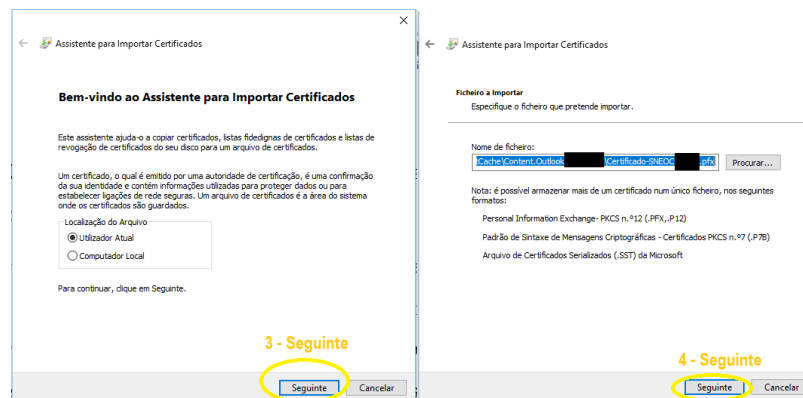 Assistente para Importar Certificados
Bem-vindo ao Assistente para Importar Certificados
Este assistente ajuda-o a copiar certificados, listas fidedignas de certificados e listas de
revogação de certificados do seu disco para um arquivo de certificados.
Um certificado, o qual é emitido por uma autoridade de certificação, é uma confirmação
da sua identidade e contém informações utilizadas para proteger dados ou para
estabelecer ligações de rede seguras. Um arquivo de certificados é a área do sistema
onde os certificados são guardados.
Localização do Arquivo
Utilizador Atual
Computador Local
Para continuar, clique em Seguinte.
3 - Seguinte
Seguinte
Cancelar
Assistente para Importar Certificados
Ficheiro a Importar
Especifique o ficheiro que pretende importar.
Nome de ficheiro:
tCache\Content.Outlook \Certificado-SNEOC .pfx
Procurar...
Nota: é possível armazenar mais de um certificado num único ficheiro, nos seguintes
formatos:
Personal Information Exchange- PKCS n.º12 (.PFX,.P12)
Padrão de Sintaxe de Mensagens Criptográficas - Certificados PKCS n.º7 (.P7B)
Arquivo de Certificados Serializados (.SST) da Microsoft
4 - Seguinte
Seguinte
Cancelar